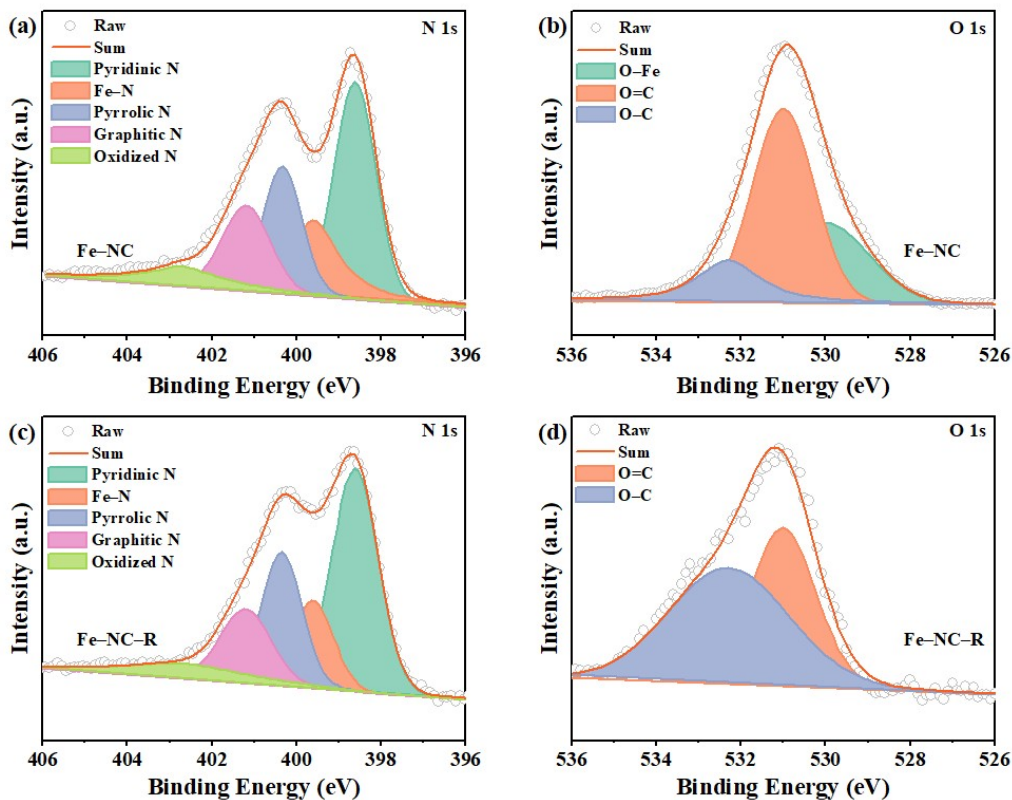 (a)
N 1s
Raw
Sum
Pyridinic N
Fe–N
Pyrrolic N
Graphitic N
Oxidized N
Fe–NC
Intensity (a.u.)
406 404 402 400 398 396
Binding Energy (eV)
(b)
O 1s
Raw
Sum
O–Fe
O=C
O–C
Fe–NC
Intensity (a.u.)
536 534 532 530 528 526
Binding Energy (eV)
(c)
N 1s
Raw
Sum
Pyridinic N
Fe–N
Pyrrolic N
Graphitic N
Oxidized N
Fe–NC–R
Intensity (a.u.)
406 404 402 400 398 396
Binding Energy (eV)
(d)
O 1s
Raw
Sum
O=C
O–C
Fe–NC–R
Intensity (a.u.)
536 534 532 530 528 526
Binding Energy (eV)